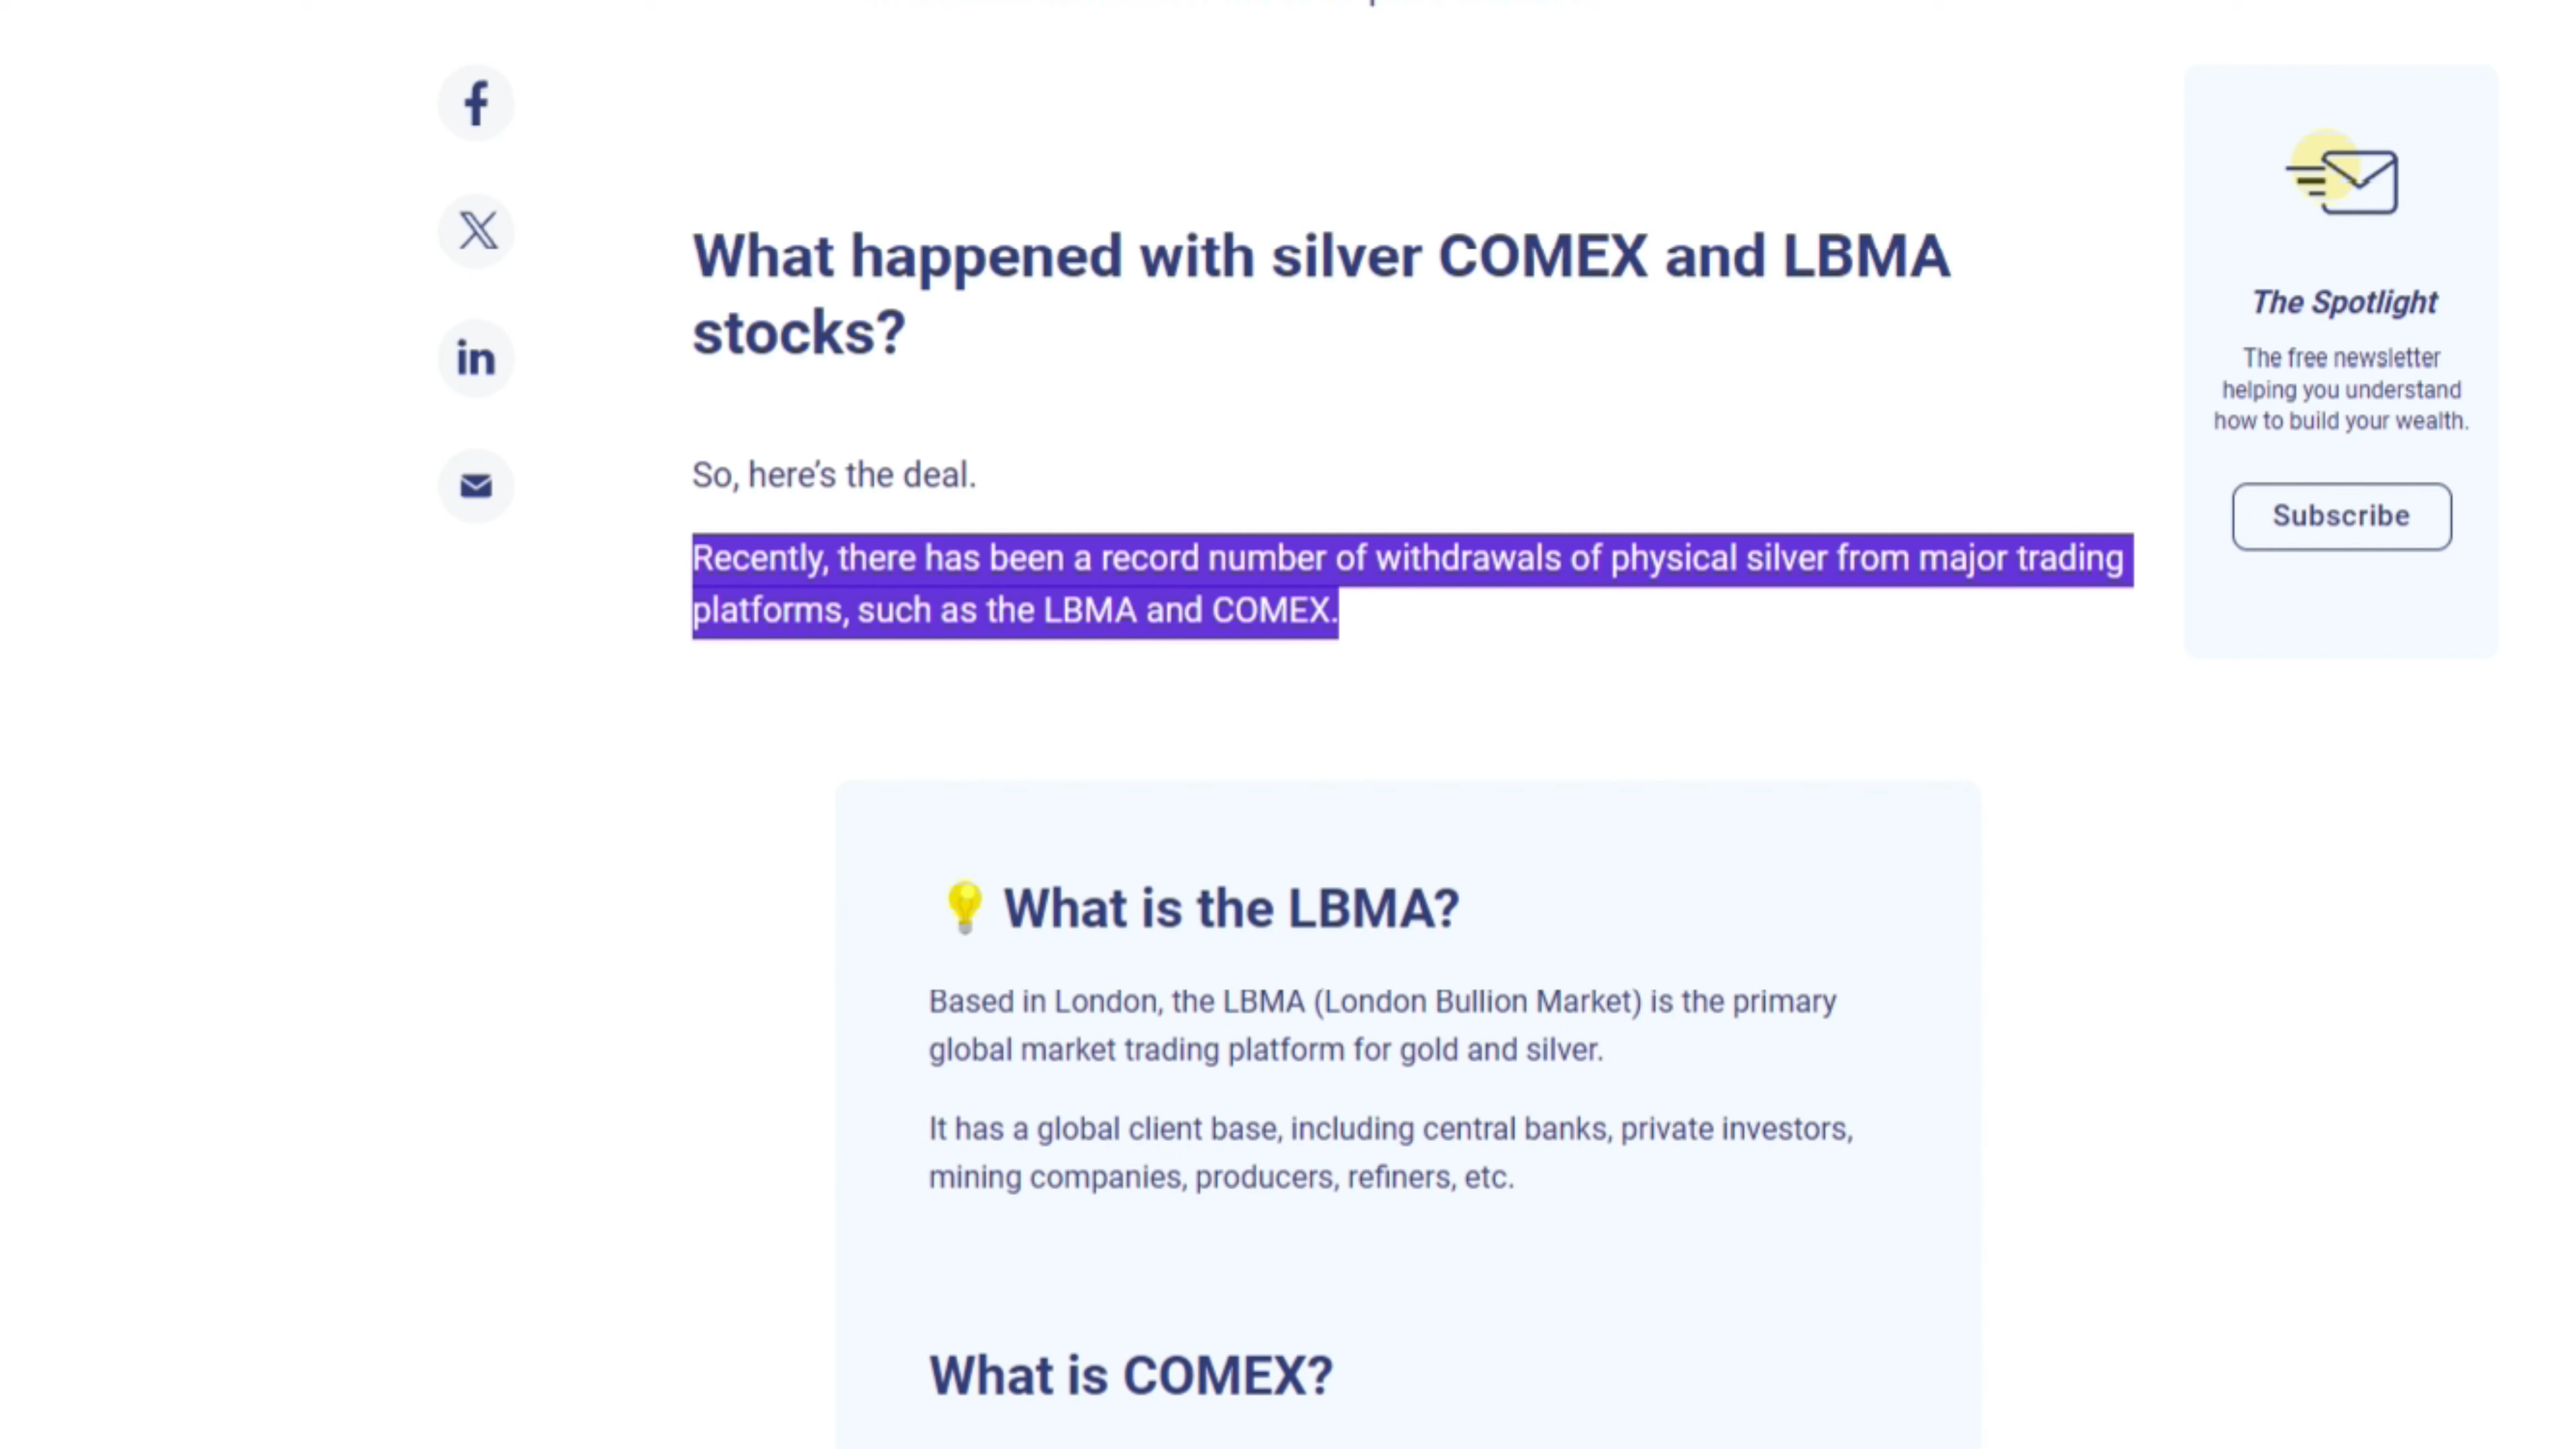 What happened with silver COMEX and LBMA
stocks?
So, here's the deal.
Recently, there has been a record number of withdrawals of physical silver from major trading
platforms, such as the LBMA and COMEX.
💡 What is the LBMA?
Based in London, the LBMA (London Bullion Market) is the primary
global market trading platform for gold and silver.
It has a global client base, including central banks, private investors,
mining companies, producers, refiners, etc.
What is COMEX?
The Spotlight
The free newsletter
helping you understand
how to build your wealth.
Subscribe